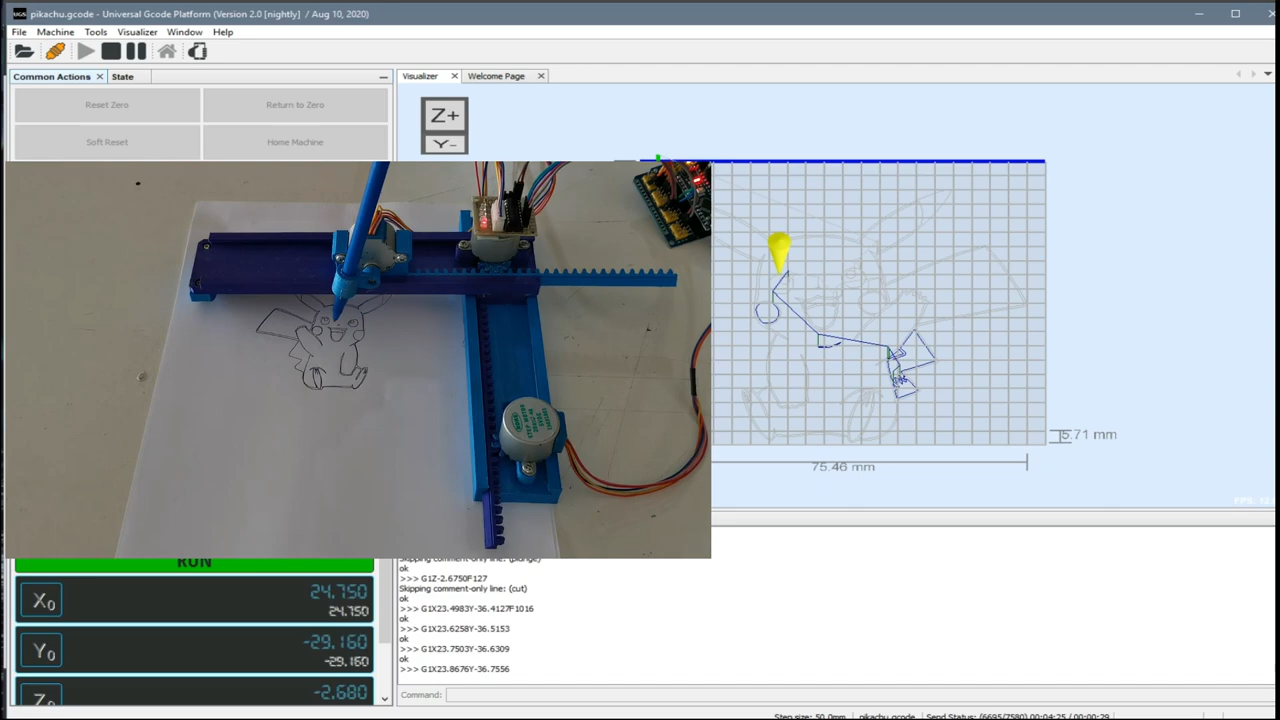 pikachu.gcode - Universal Gcode Platform (Version 2.0 [nightly] / Aug 10, 2020)
File Machine Tools Visualizer Window Help
Common Actions State Visualizer Welcome Page
Reset Zero Return to Zero
Soft Reset Home Machine
Z+
Y-
5.71 mm
75.46 mm
RUN
X0 24.750
24.750
Y0 -29.160
-29.160
Z0 -2.680
ok
>>> G1Z-2.6750F127
Skipping comment-only line: (cut)
ok
>>> G1X23.4983Y-36.4127F1016
ok
>>> G1X23.6258Y-36.5153
ok
>>> G1X23.7503Y-36.6309
ok
>>> G1X23.8676Y-36.7556
Command:
Step size: 50.0mm pikachu.gcode Send Status: (6695/7580) 00:04:25 / 00:00:29